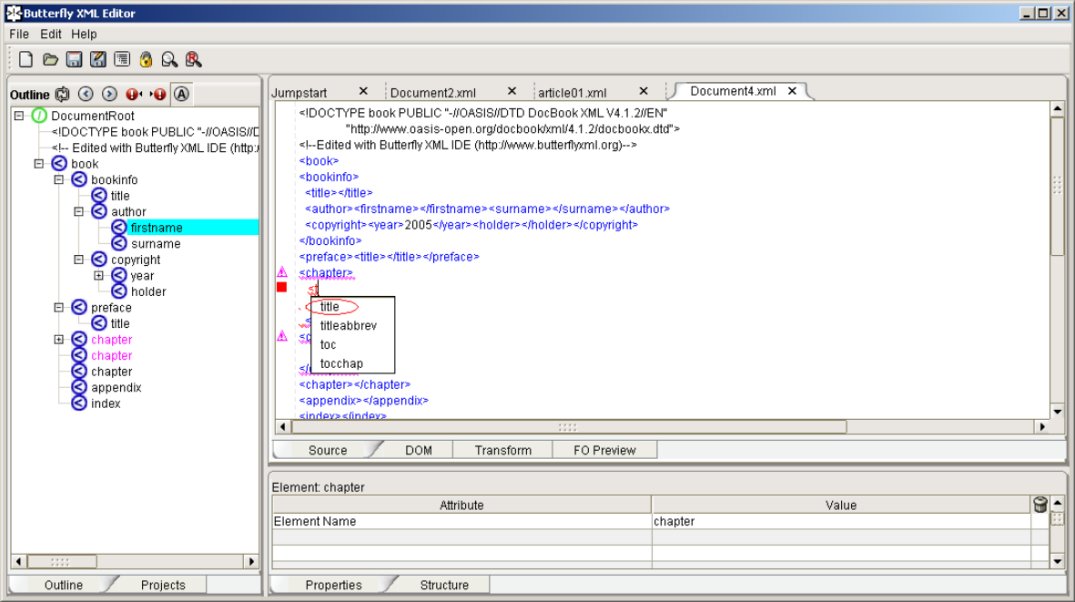 Butterfly XML Editor
File Edit Help
Outline
DocumentRoot
<!DOCTYPE book PUBLIC "-//OASIS//D
<!-- Edited with Butterfly XML IDE (http:/
book
bookinfo
title
author
firstname
surname
copyright
year
holder
preface
title
chapter
chapter
chapter
appendix
index
Outline Projects
Jumpstart Document2.xml article01.xml Document4.xml
<!DOCTYPE book PUBLIC "-//OASIS//DTD DocBook XML V4.1.2//EN"
"http://www.oasis-open.org/docbook/xml/4.1.2/docbookx.dtd">
<!--Edited with Butterfly XML IDE (http://www.butterflyxml.org)-->
<book>
<bookinfo>
<title></title>
<author><firstname></firstname><surname></surname></author>
<copyright><year>2005</year><holder></holder></copyright>
</bookinfo>
<preface><title></title></preface>
<chapter>
<t
title
titleabbrev
toc
tocchap
<chapter></chapter>
<appendix></appendix>
<index></index>
Source DOM Transform FO Preview
Element: chapter
Attribute Value
Element Name chapter
Properties Structure